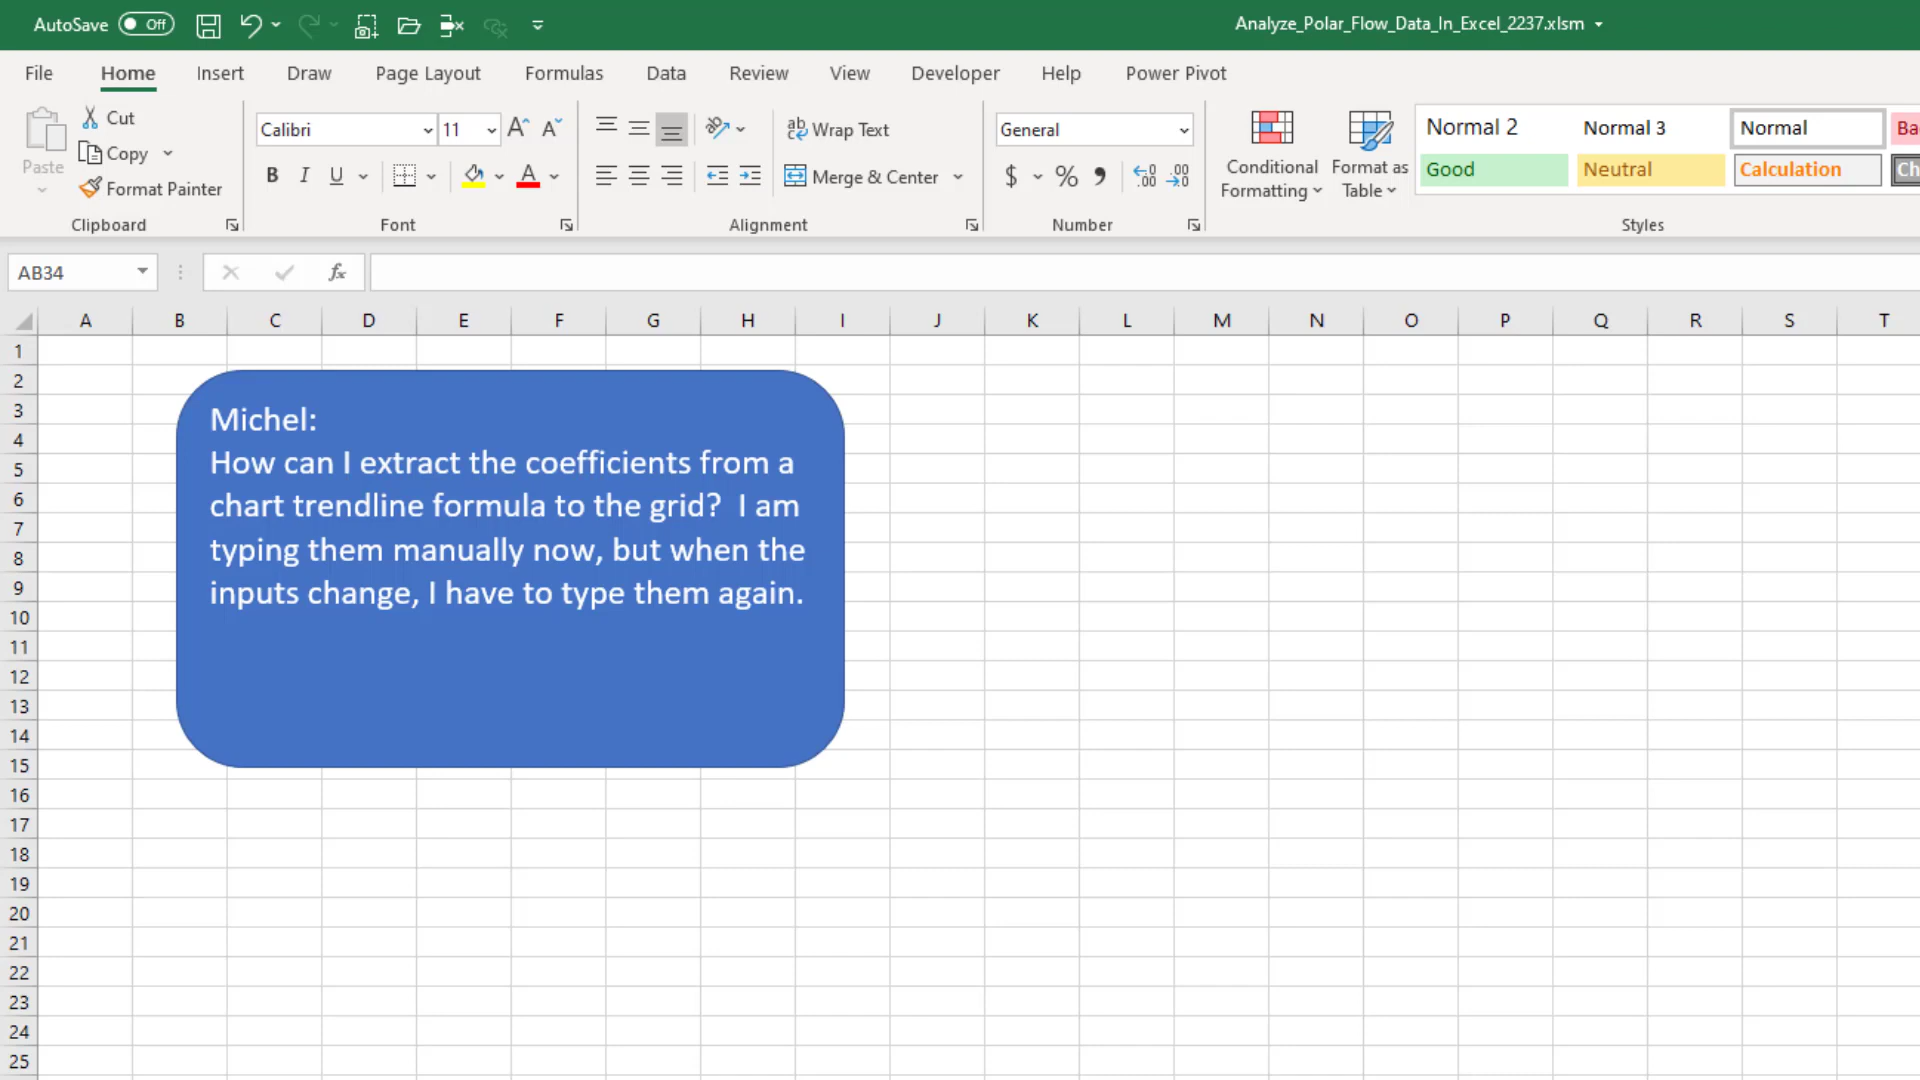 AutoSave Off Analyze_Polar_Flow_Data_In_Excel_2237.xlsm
File Home Insert Draw Page Layout Formulas Data Review View Developer Help Power Pivot
Paste
Cut
Copy
Format Painter
Clipboard
Calibri 11
B I U
Font
Wrap Text
Merge & Center
Alignment
General
$ % 9
Number
Conditional
Formatting
Format as
Table
Normal 2 Normal 3 Normal
Good Neutral Calculation
Styles
AB34 fx
A B C D E F G H I J K L M N O P Q R S T
1
2
3
4
5
6
7
8
9
10
11
12
13
14
15
16
17
18
19
20
21
22
23
24
25
Michel:
How can I extract the coefficients from a
chart trendline formula to the grid?  I am
typing them manually now, but when the
inputs change, I have to type them again.